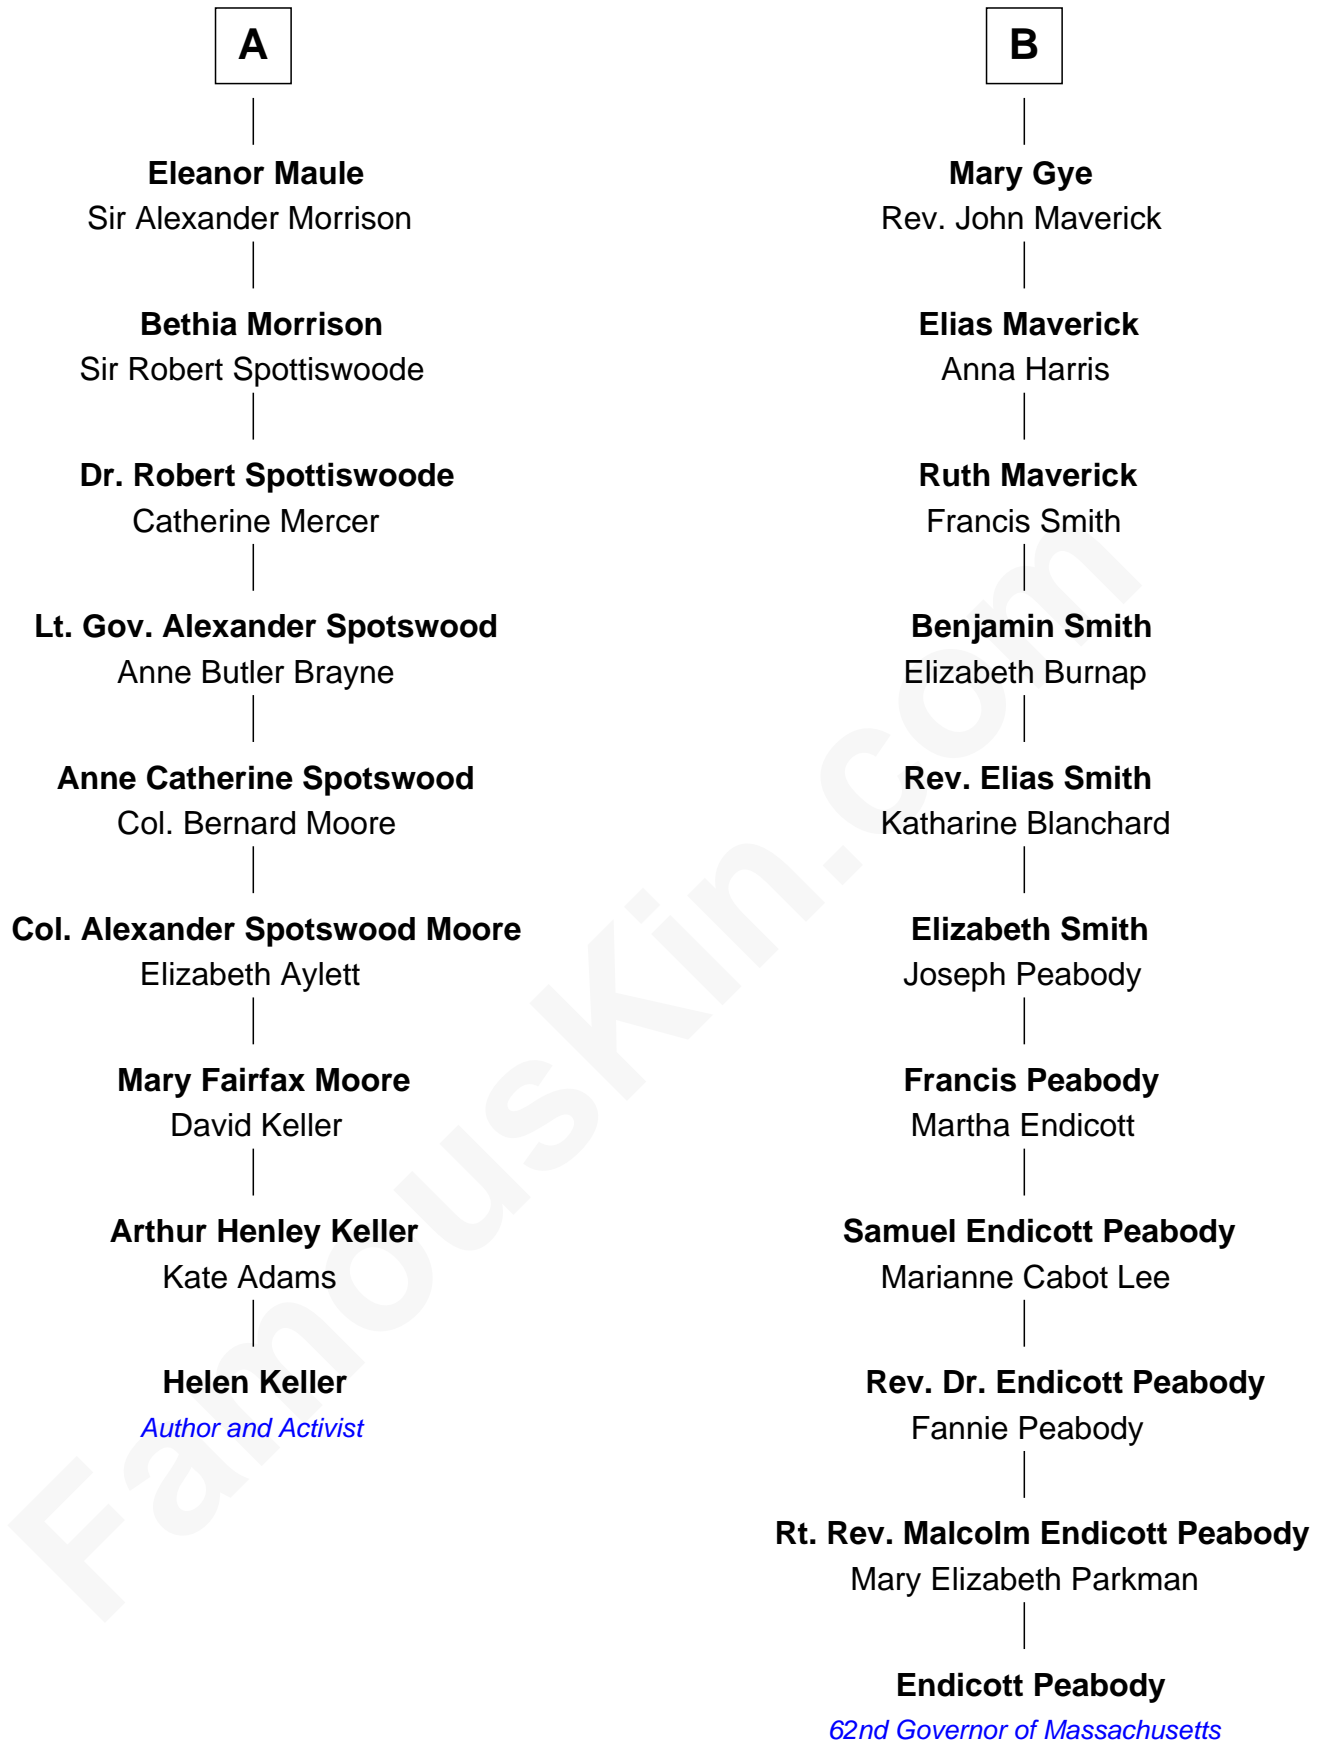 A
Eleanor Maule
Sir Alexander Morrison
Bethia Morrison
Sir Robert Spottiswoode
Dr. Robert Spottiswoode
Catherine Mercer
Lt. Gov. Alexander Spotswood
Anne Butler Brayne
Anne Catherine Spotswood
Col. Bernard Moore
Col. Alexander Spotswood Moore
Elizabeth Aylett
Mary Fairfax Moore
David Keller
Arthur Henley Keller
Kate Adams
Helen Keller
Author and Activist
B
Mary Gye
Rev. John Maverick
Elias Maverick
Anna Harris
Ruth Maverick
Francis Smith
Benjamin Smith
Elizabeth Burnap
Rev. Elias Smith
Katharine Blanchard
Elizabeth Smith
Joseph Peabody
Francis Peabody
Martha Endicott
Samuel Endicott Peabody
Marianne Cabot Lee
Rev. Dr. Endicott Peabody
Fannie Peabody
Rt. Rev. Malcolm Endicott Peabody
Mary Elizabeth Parkman
Endicott Peabody
62nd Governor of Massachusetts
FamousKin.com